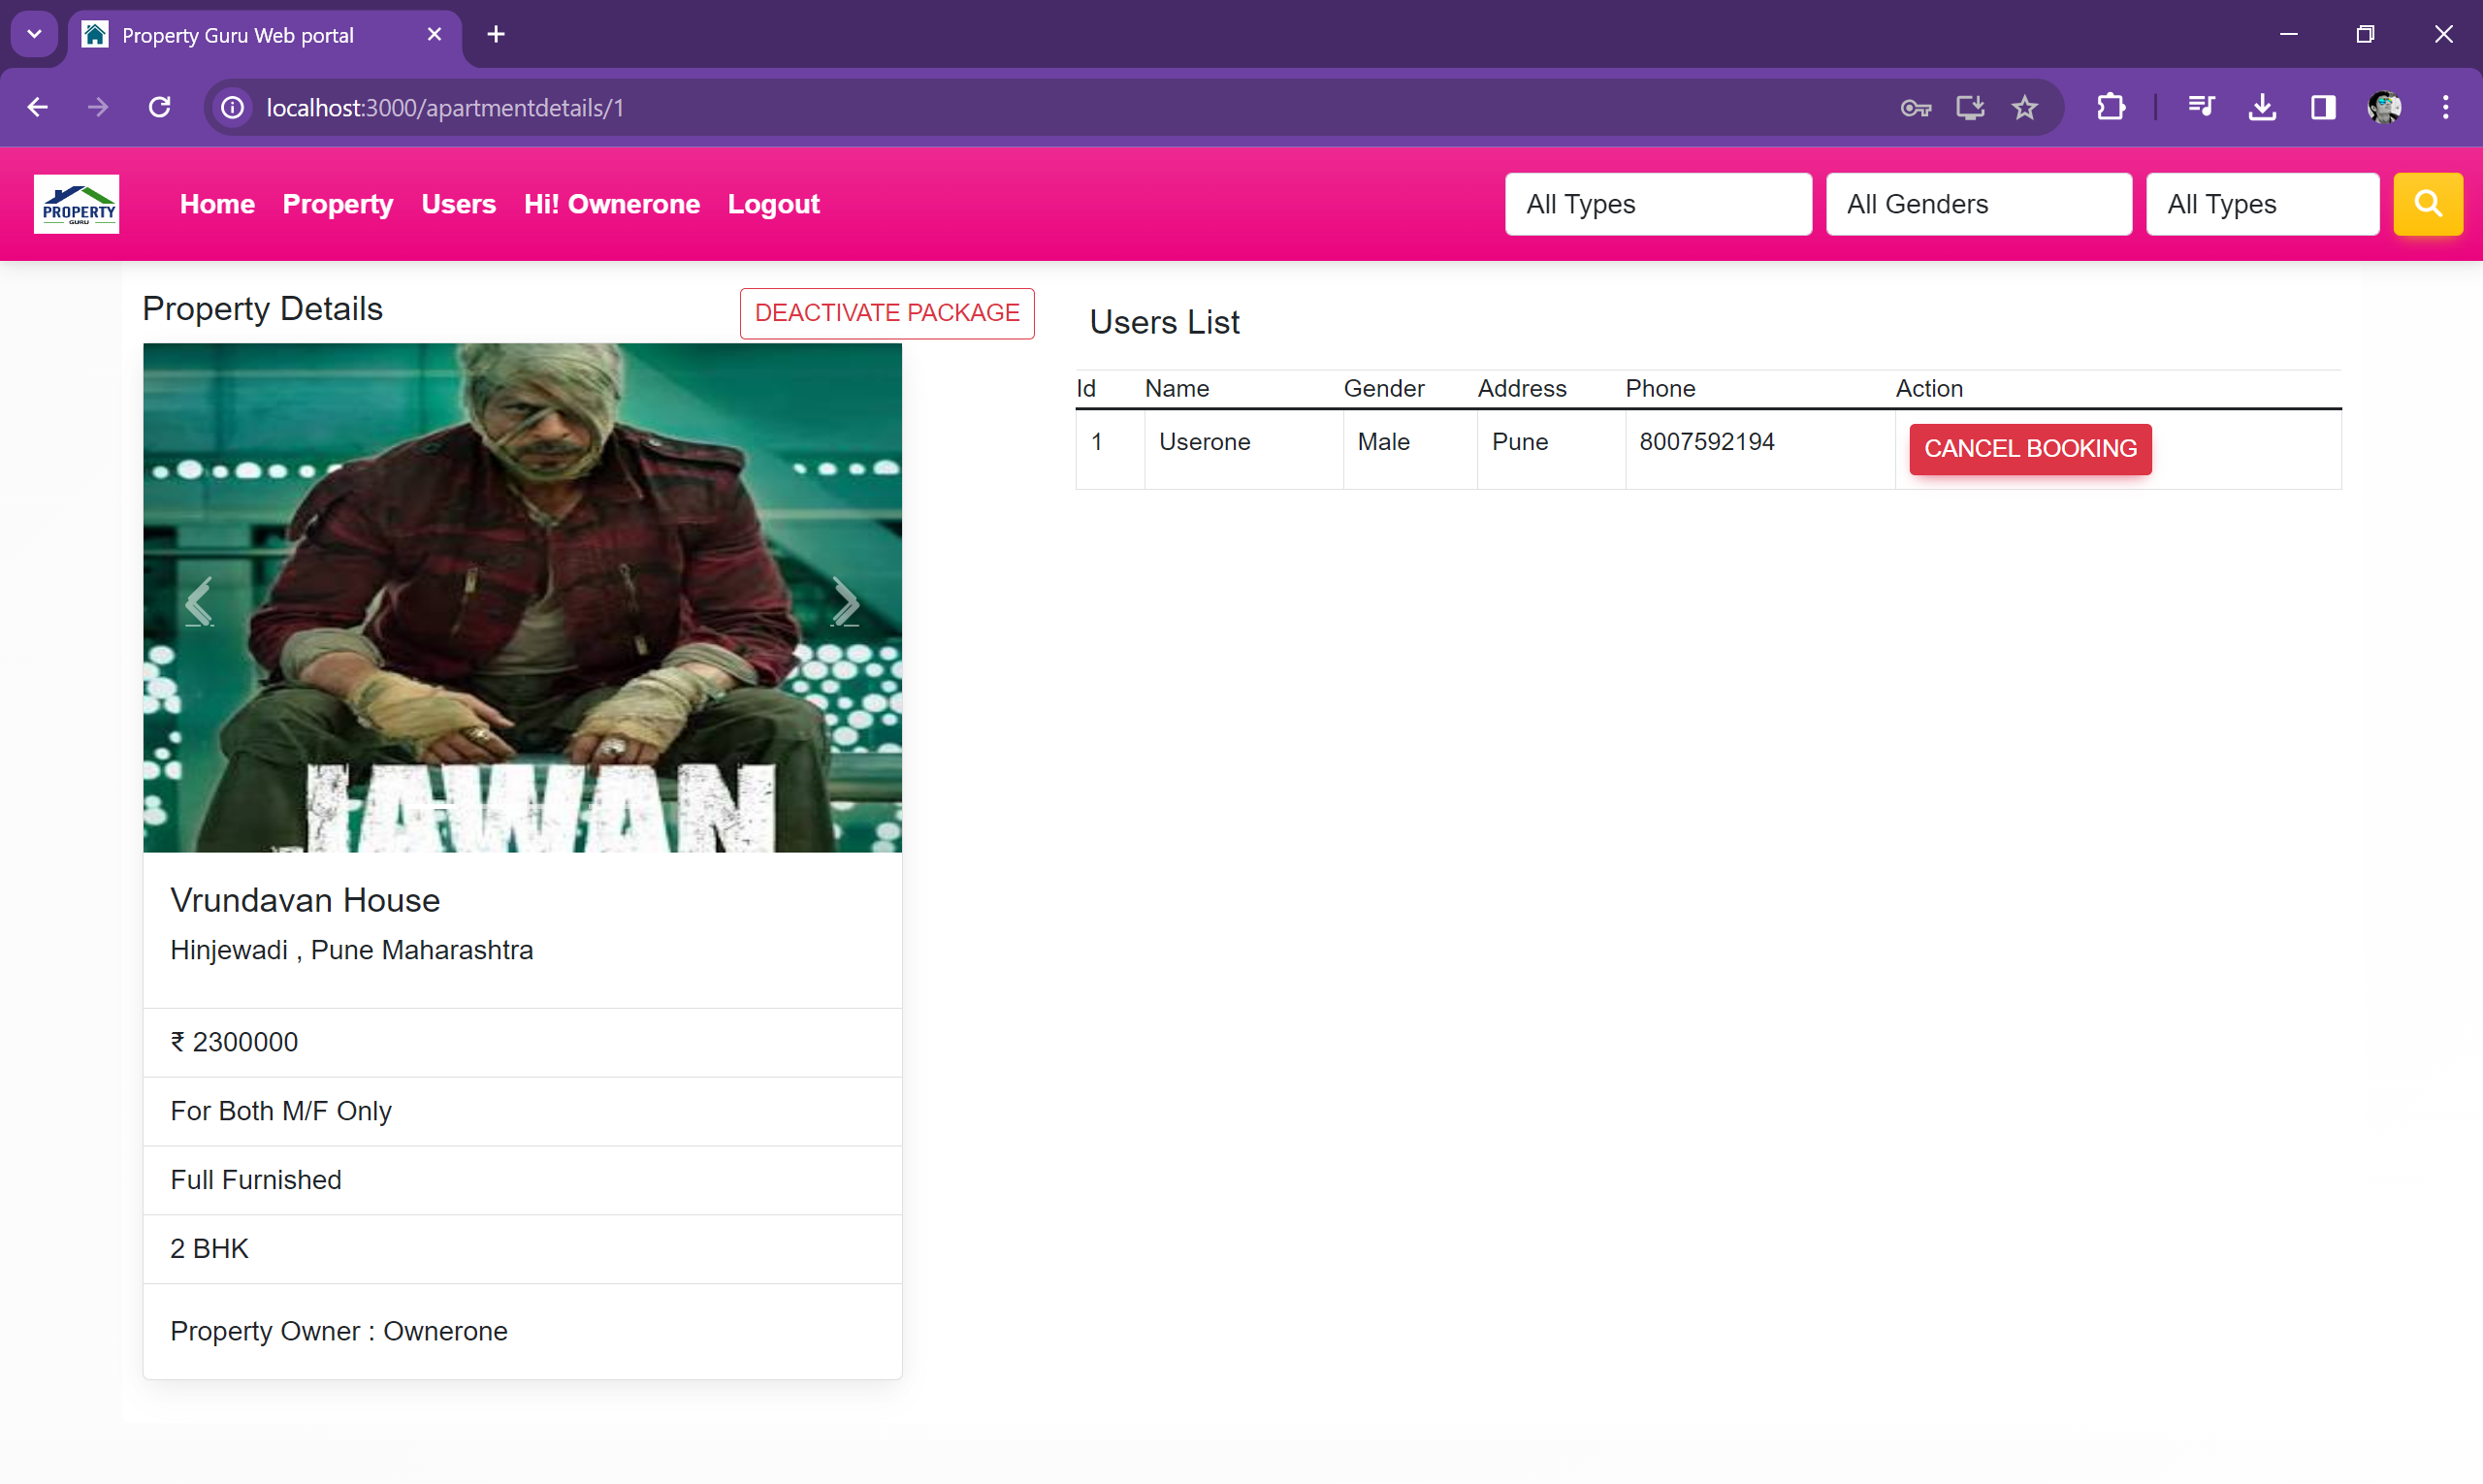 Property Guru Web portal
localhost:3000/apartmentdetails/1
PROPERTY
GURU
Home Property Users Hi! Ownerone Logout
All Types All Genders All Types
Property Details
DEACTIVATE PACKAGE
JAWAN
Vrundavan House
Hinjewadi , Pune Maharashtra
₹ 2300000
For Both M/F Only
Full Furnished
2 BHK
Property Owner : Ownerone
Users List
Id Name Gender Address Phone Action
1 Userone Male Pune 8007592194 CANCEL BOOKING